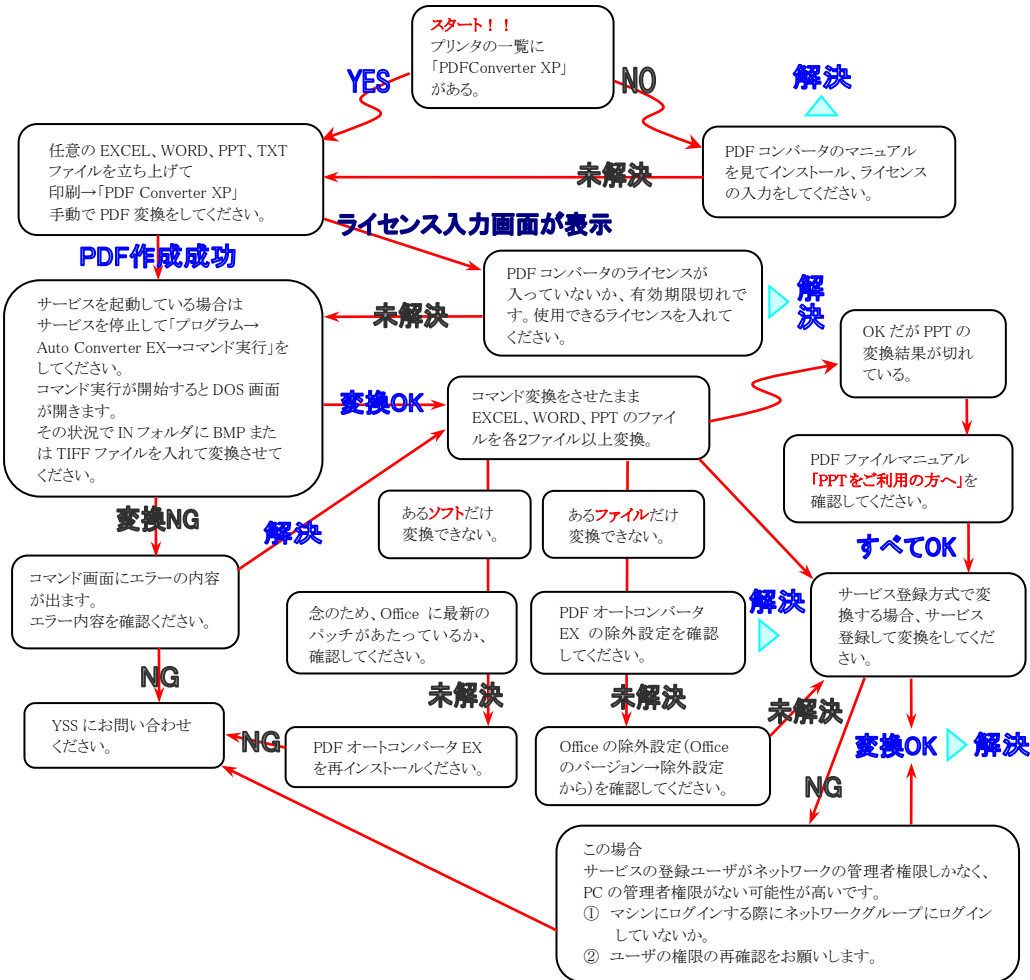 スタート！！
プリンタの一覧に
「PDFConverter XP」
がある。
YES
NO
解決
任意の EXCEL、WORD、PPT、TXT
ファイルを立ち上げて
印刷→「PDF Converter XP」
手動で PDF 変換をしてください。
未解決
PDF コンバータのマニュアル
を見てインストール、ライセンス
の入力をしてください。
ライセンス入力画面が表示
PDF作成成功
サービスを起動している場合は
サービスを停止して「プログラム→
Auto Converter EX→コマンド実行」を
してください。
コマンド実行が開始すると DOS 画面
が開きます。
その状況で IN フォルダに BMP また
は TIFF ファイルを入れて変換させて
ください。
未解決
PDF コンバータのライセンスが
入っていないか、有効期限切れで
す。使用できるライセンスを入れて
ください。
解
決
OK だが PPT の
変換結果が切れ
ている。
変換OK
コマンド変換をさせたまま
EXCEL、WORD、PPT のファイ
ルを各２ファイル以上変換。
PDF ファイルマニュアル
「PPTをご利用の方へ」を
確認してください。
変換NG
解決
あるソフトだけ
変換できない。
あるファイルだけ
変換できない。
すべてOK
コマンド画面にエラーの内容
が出ます。
エラー内容を確認ください。
念のため、Office に最新の
パッチがあたっているか、
確認してください。
PDF オートコンバータ
EX の除外設定を確認
してください。
解決
サービス登録方式で変
換する場合、サービス
登録して変換をしてくだ
さい。
NG
未解決
未解決
未解決
YSS にお問い合わせ
ください。
NG
PDF オートコンバータ EX
を再インストールください。
Office の除外設定（Office
のバージョン→除外設定
から）を確認してください。
変換OK
解決
NG
この場合
サービスの登録ユーザがネットワークの管理者権限しかなく、
PC の管理者権限がない可能性が高いです。
① マシンにログインする際にネットワークグループにログイン
していないか。
② ユーザの権限の再確認をお願いします。